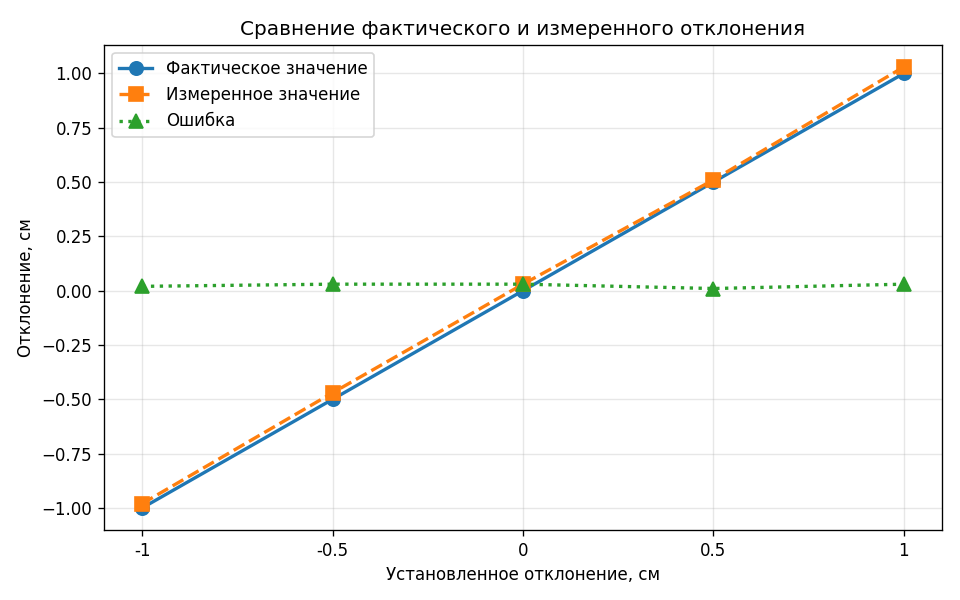 Сравнение фактического и измеренного отклонения
Фактическое значение
Измеренное значение
Ошибка
Отклонение, см
1.00
0.75
0.50
0.25
0.00
−0.25
−0.50
−0.75
−1.00
-1 -0.5 0 0.5 1
Установленное отклонение, см